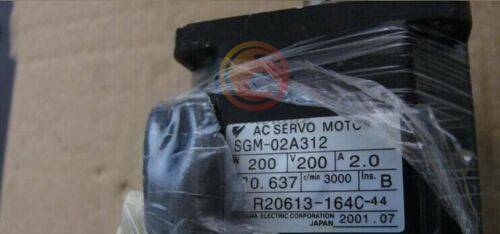 AC SERVO MOTO
SGM-02A312
W 200 V 200 A 2.0
0.637 r/min 3000 Ins. B
R20613-164C-44
ELECTRIC CORPORATION
JAPAN 2001.07